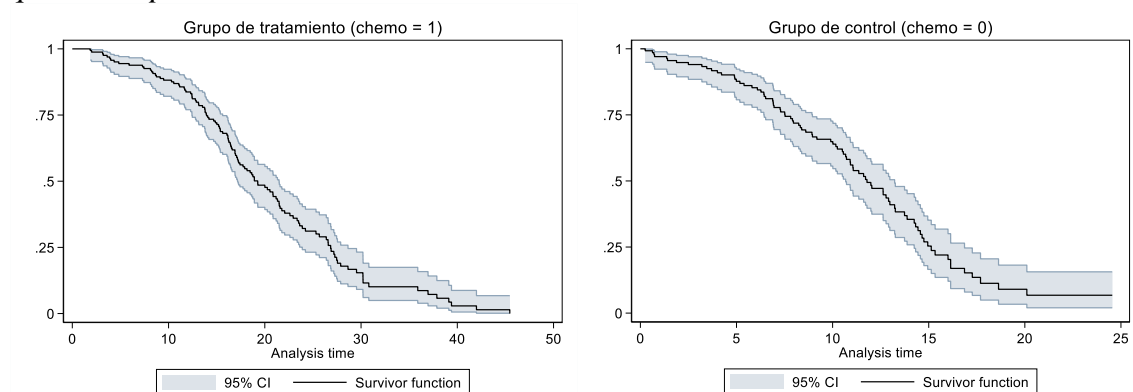 Grupo de tratamiento (chemo = 1)
1
.75
.5
.25
0
0 10 20 30 40 50
Analysis time
95% CI Survivor function
Grupo de control (chemo = 0)
1
.75
.5
.25
0
0 5 10 15 20 25
Analysis time
95% CI Survivor function